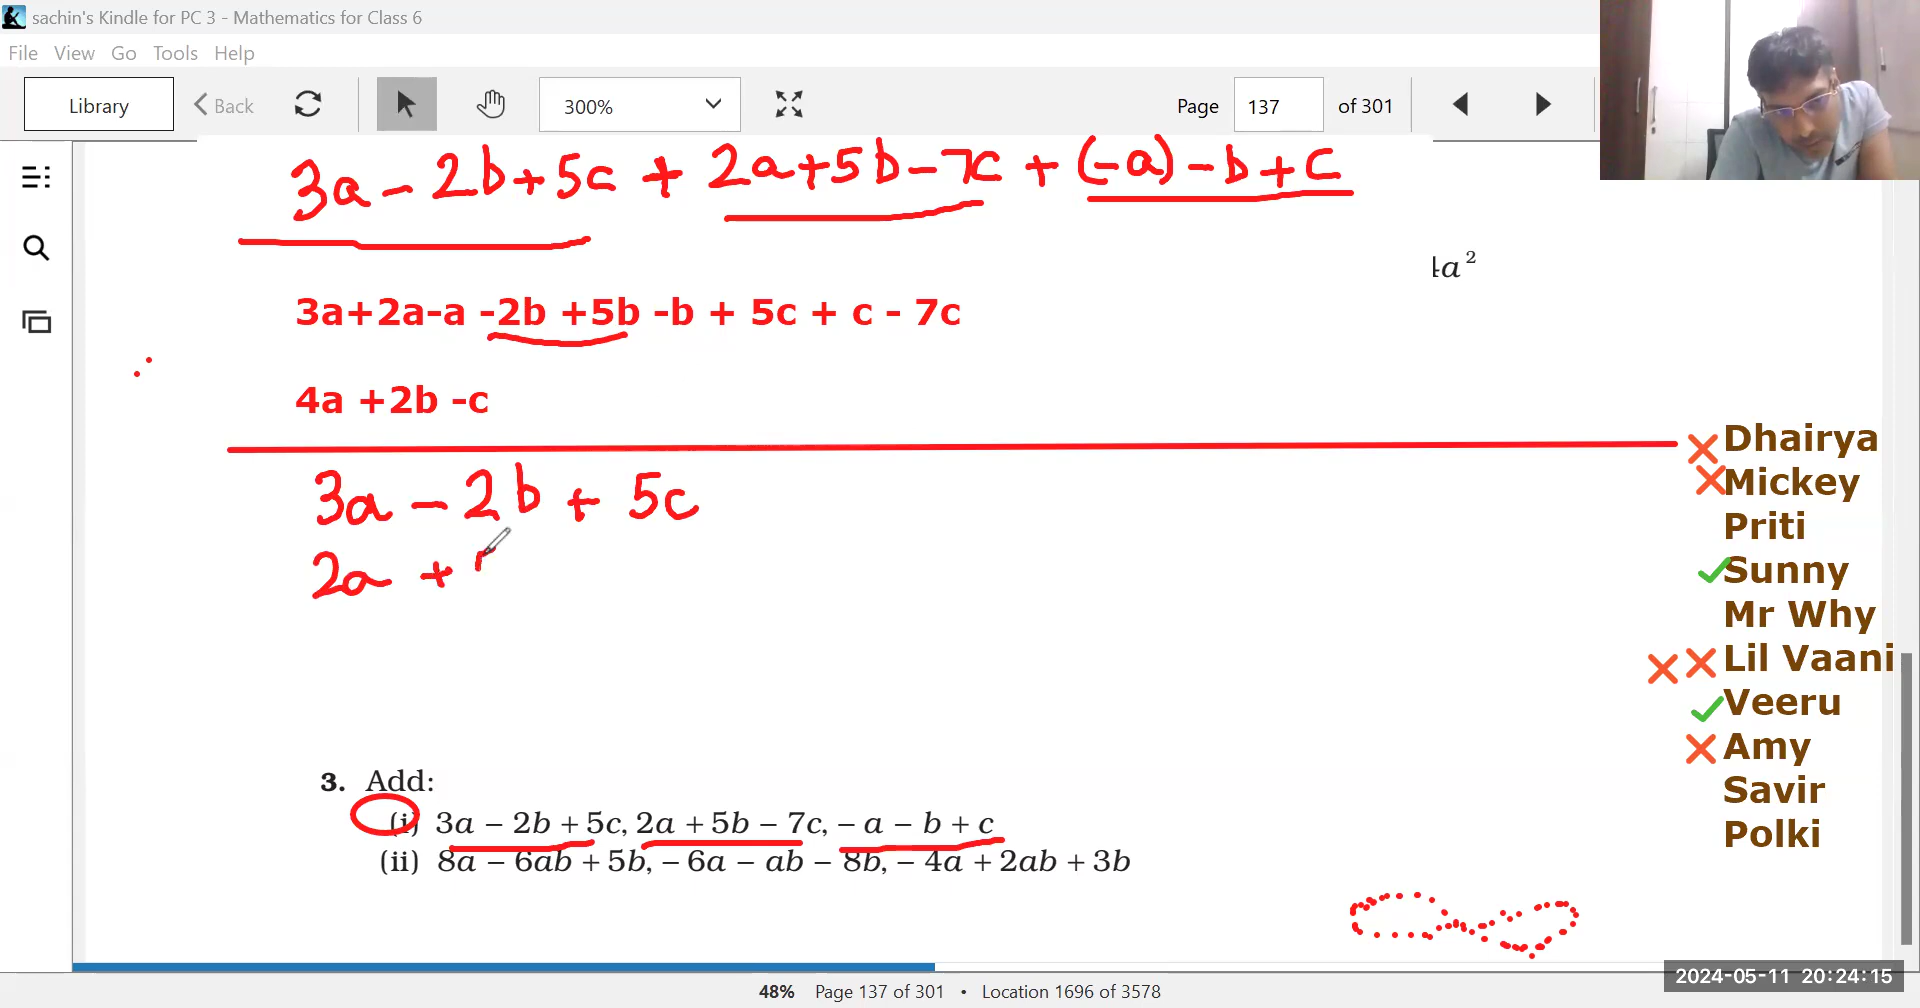 sachin's Kindle for PC 3 - Mathematics for Class 6
File View Go Tools Help
Library Back 300% Page 137 of 301
3a - 2b + 5c + 2a + 5b - 7c + (-a) - b + c
4a²
3a+2a-a -2b +5b -b + 5c + c - 7c
4a +2b -c
3a - 2b + 5c
2a +
Dhairya
Mickey
Priti
Sunny
Mr Why
Lil Vaani
Veeru
Amy
Savir
Polki
3. Add:
(i) 3a − 2b + 5c, 2a + 5b − 7c, − a − b + c
(ii) 8a − 6ab + 5b, − 6a − ab − 8b, − 4a + 2ab + 3b
2024-05-11 20:24:15
48% Page 137 of 301 • Location 1696 of 3578